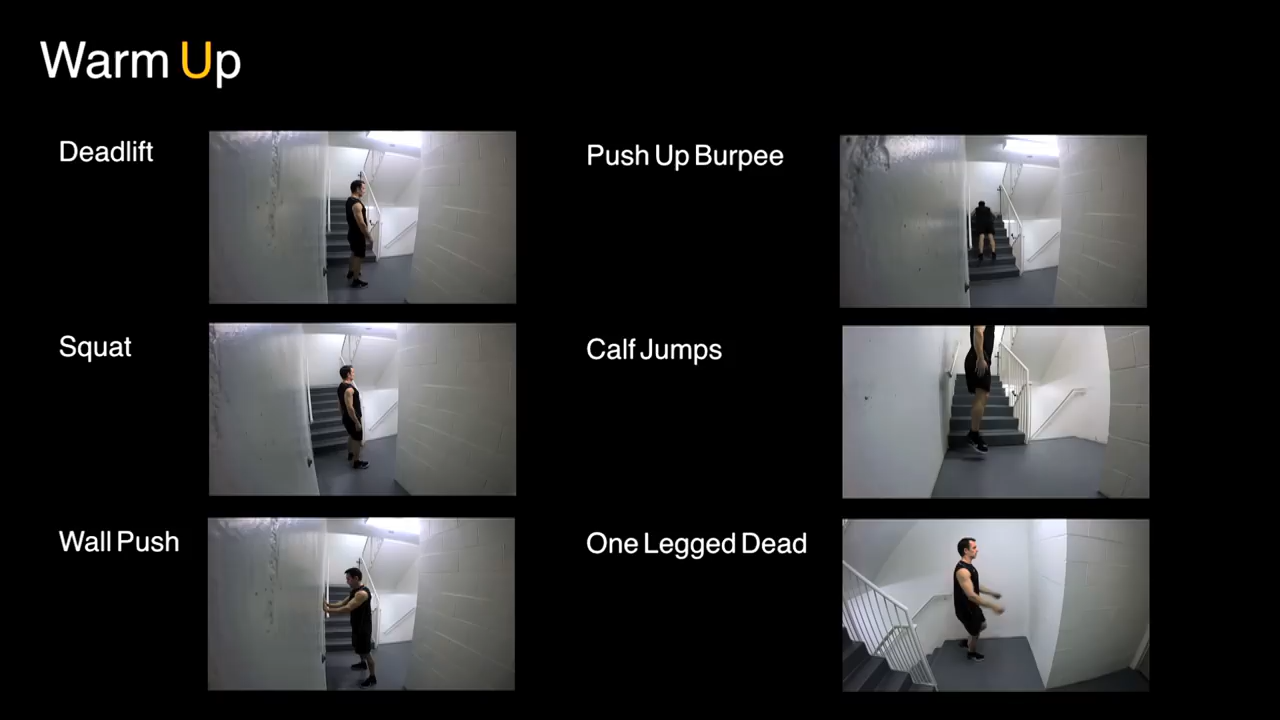 Warm Up
Deadlift
Push Up Burpee
Squat
Calf Jumps
Wall Push
One Legged Dead